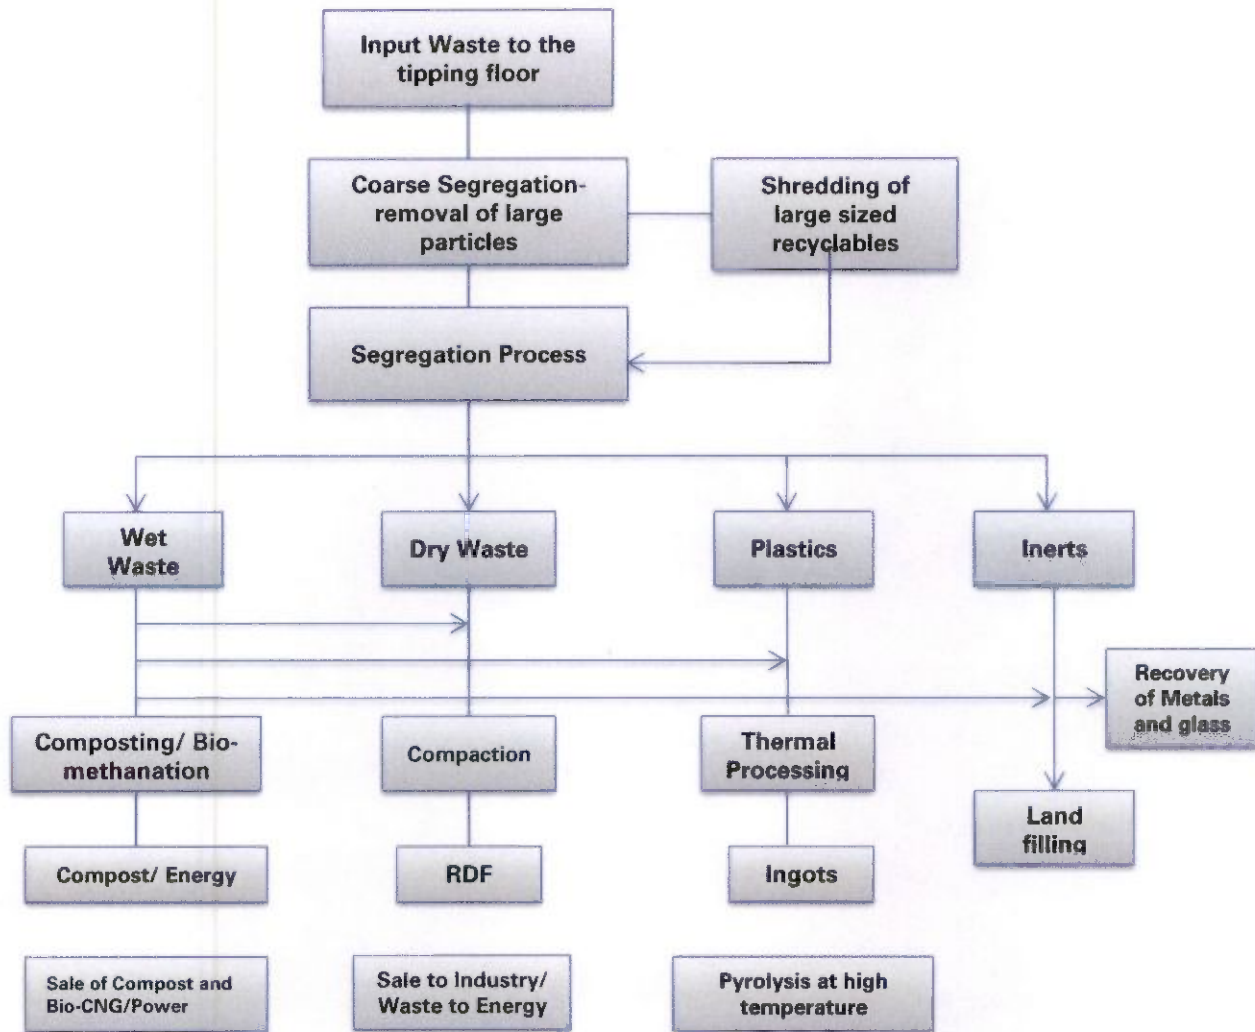 Input Waste to the
tipping floor
Coarse Segregation-
removal of large
particles
Shredding of
large sized
recyclables
Segregation Process
Wet
Waste
Dry Waste
Plastics
Inerts
Recovery
of Metals
and glass
Composting/ Bio-
methanation
Compaction
Thermal
Processing
Land
filling
Compost/ Energy
RDF
Ingots
Sale of Compost and
Bio-CNG/Power
Sale to Industry/
Waste to Energy
Pyrolysis at high
temperature